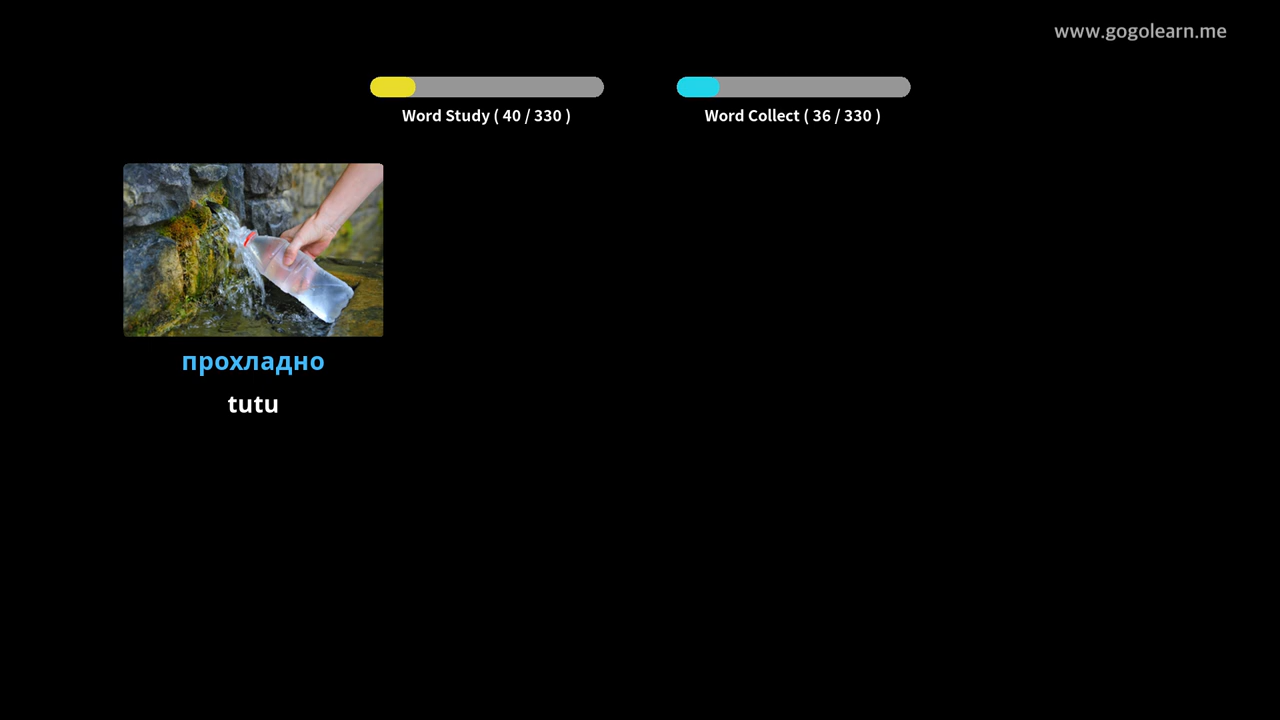 www.gogolearn.me
Word Study ( 40 / 330 )
Word Collect ( 36 / 330 )
прохладно
tutu